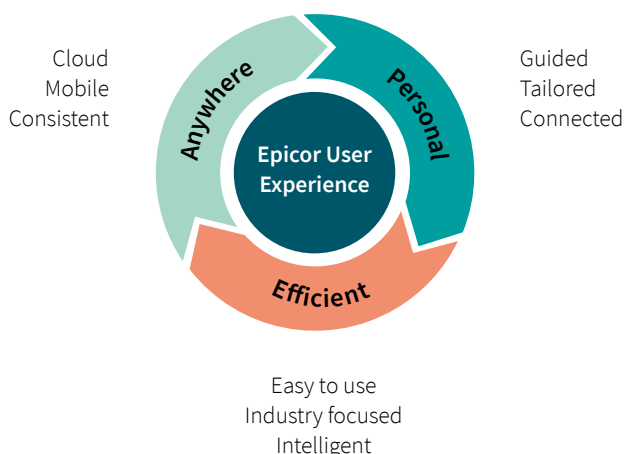 Cloud
Mobile
Consistent
Anywhere
Personal
Guided
Tailored
Connected
Epicor User
Experience
Efficient
Easy to use
Industry focused
Intelligent